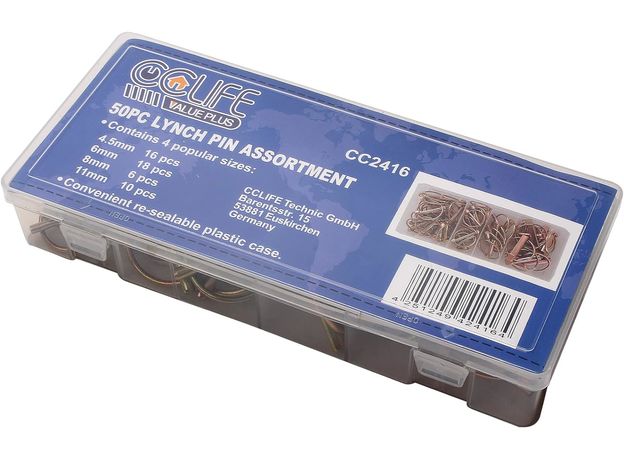 CCLIFE
VALUE PLUS
50PC LYNCH PIN ASSORTMENT
•Contains 4 popular sizes:
4.5mm 16 pcs
6mm 18 pcs
8mm 6 pcs
11mm 10 pcs
•Convenient re-sealable plastic case.
CCLIFE Technic GmbH
Barentsstr. 15
53881 Euskirchen
Germany
CC2416
4 251249 424164
OPEN
OPEN